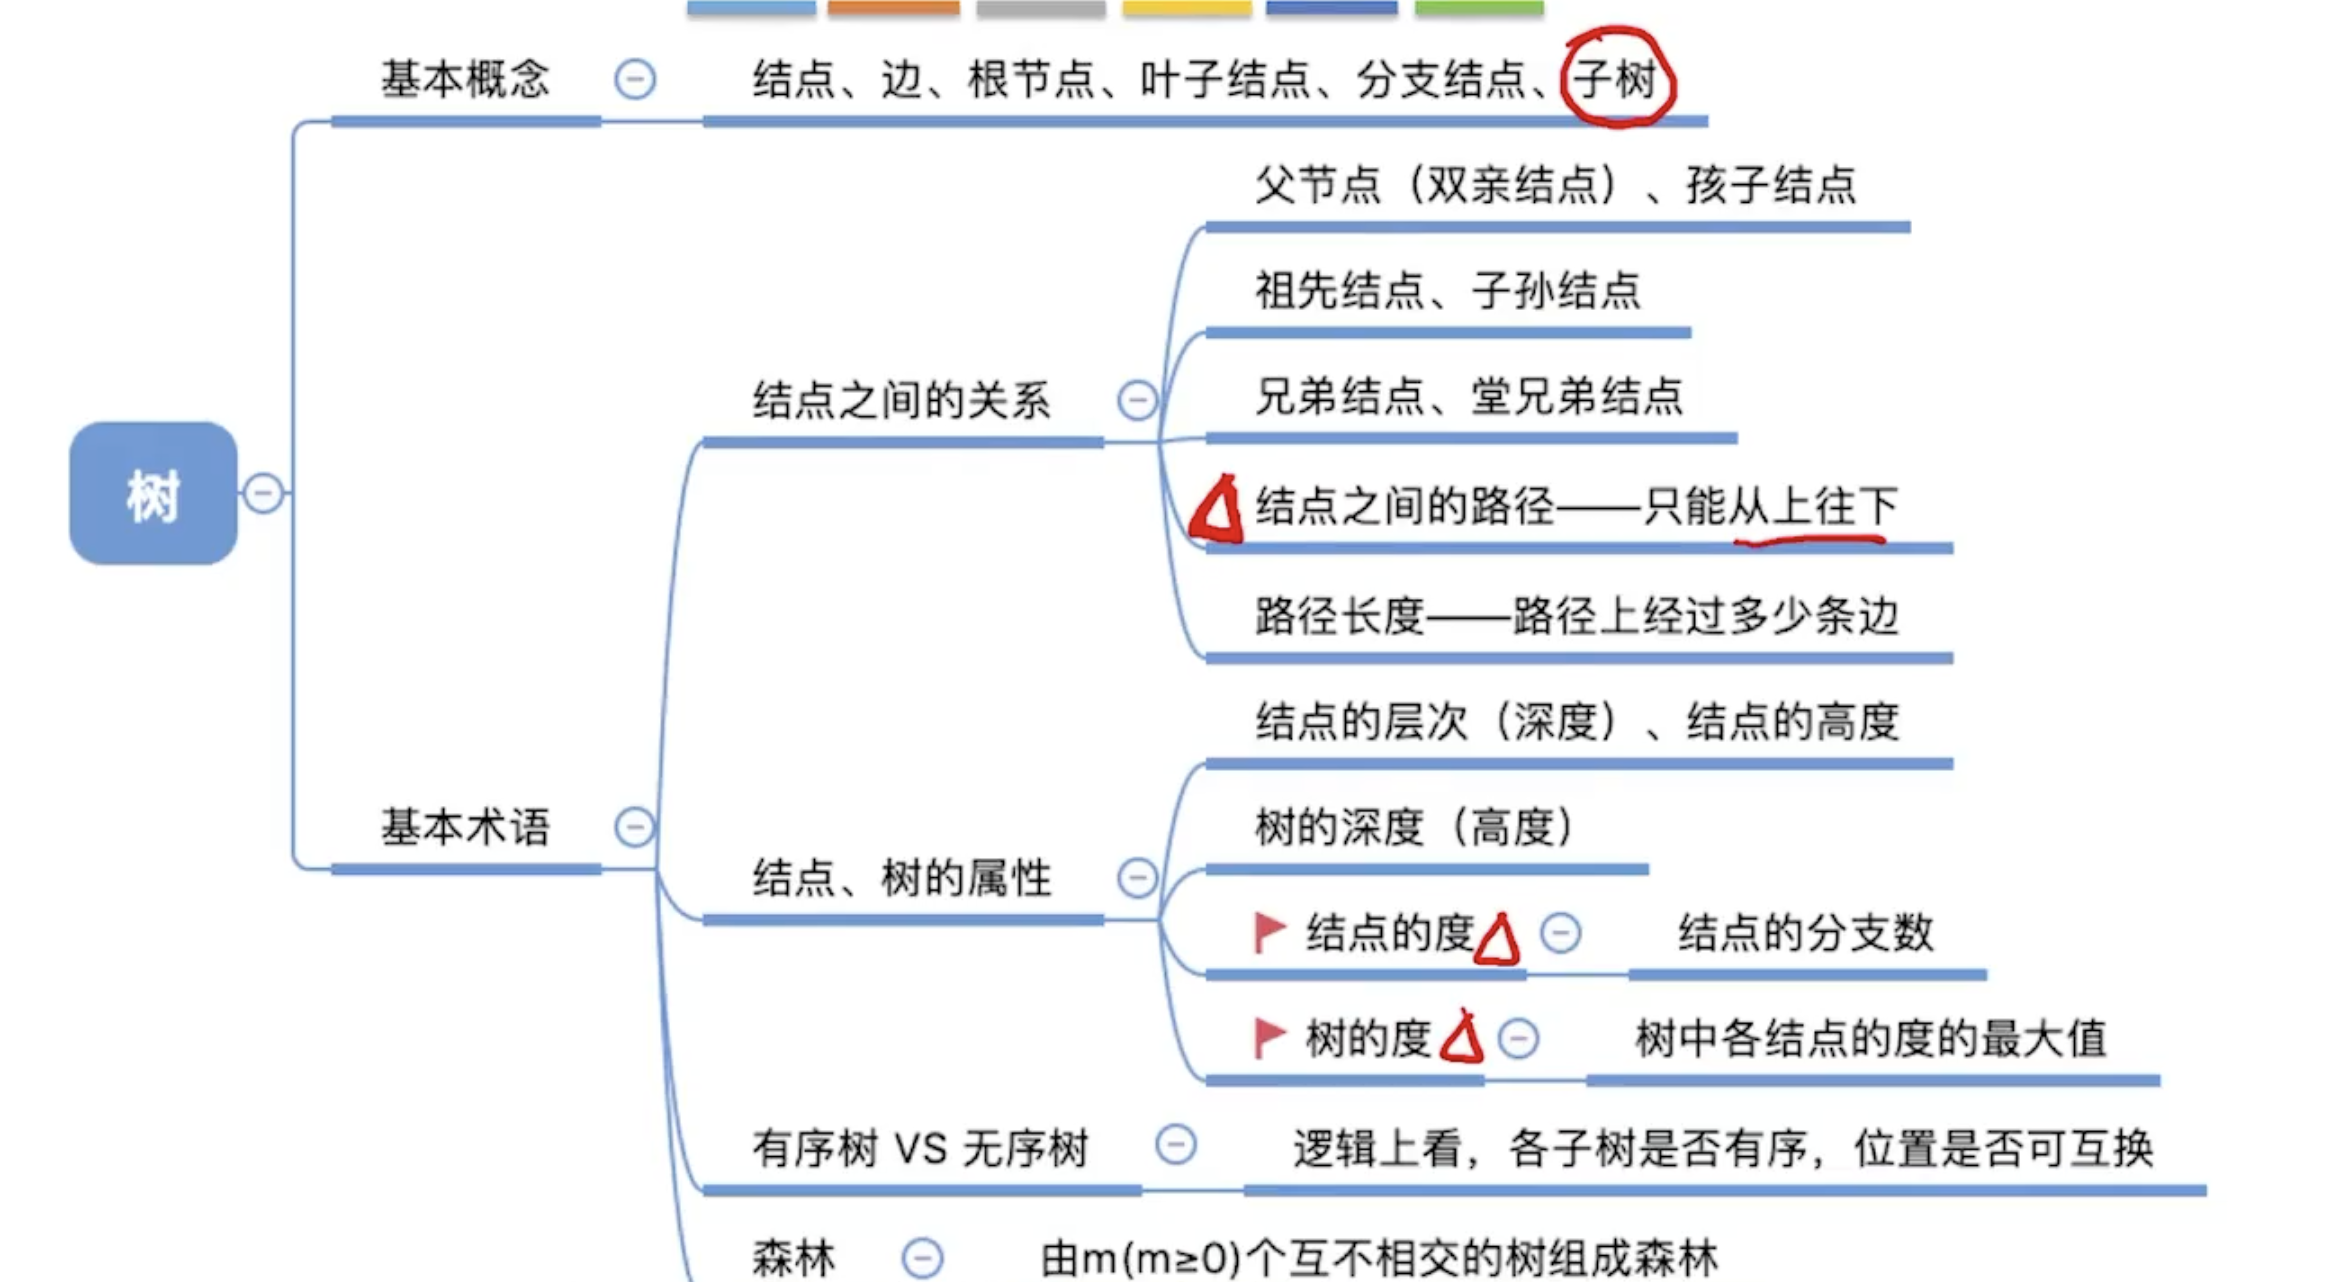 基本概念
结点、边、根节点、叶子结点、分支结点、子树
父节点（双亲结点）、孩子结点
祖先结点、子孙结点
结点之间的关系
兄弟结点、堂兄弟结点
结点之间的路径——只能从上往下
树
路径长度——路径上经过多少条边
结点的层次（深度）、结点的高度
基本术语
树的深度（高度）
结点、树的属性
结点的度
结点的分支数
树的度
树中各结点的度的最大值
有序树 VS 无序树
逻辑上看，各子树是否有序，位置是否可互换
森林
由m(m≥0)个互不相交的树组成森林